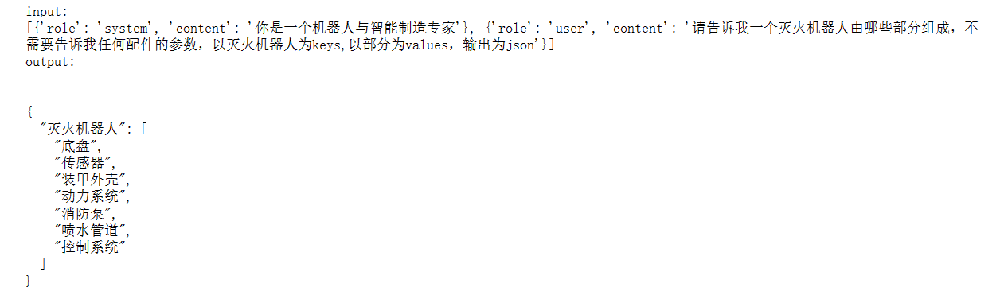 input:
[{'role': 'system', 'content': '你是一个机器人与智能制造专家'}, {'role': 'user', 'content': '请告诉我一个灭火机器人由哪些部分组成，不
需要告诉我任何配件的参数，以灭火机器人为keys,以部分为values，输出为json'}]
output:
{
"灭火机器人": [
"底盘",
"传感器",
"装甲外壳",
"动力系统",
"消防泵",
"喷水管道",
"控制系统"
]
}